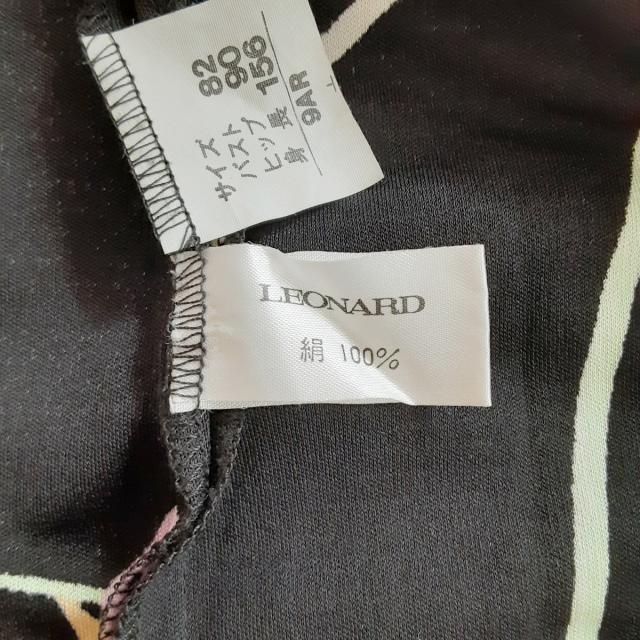 サイズ
バスト 82
ヒップ 90
身長 156
9AR
LEONARD
絹 100%